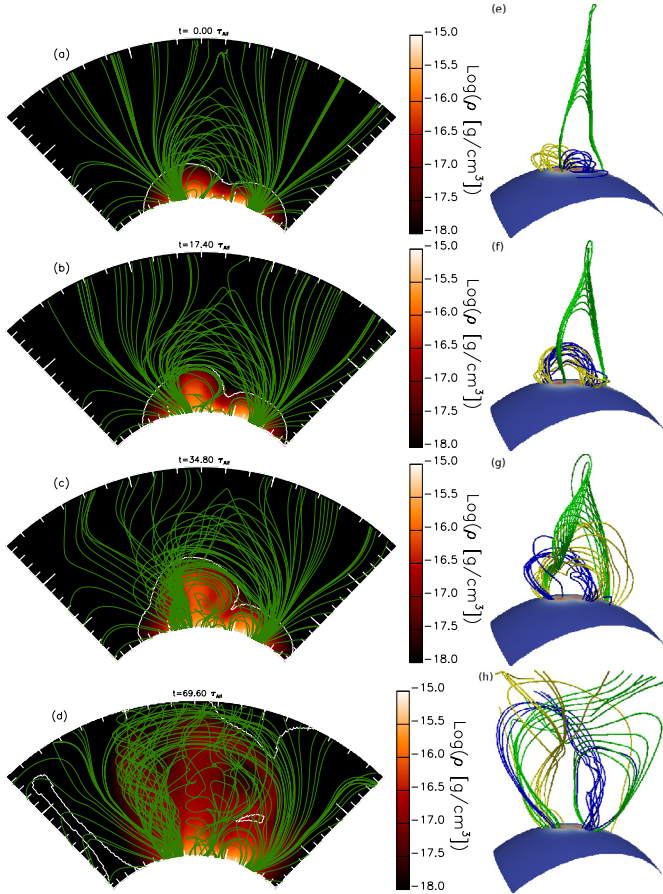 t= 0.00 τAlf
(a)
−15.0
−15.5
−16.0
−16.5
−17.0
−17.5
−18.0
Log(ρ [g/cm³])
(e)
t=17.40 τAlf
(b)
−15.0
−15.5
−16.0
−16.5
−17.0
−17.5
−18.0
Log(ρ [g/cm³])
(f)
t=34.80 τAlf
(c)
−15.0
−15.5
−16.0
−16.5
−17.0
−17.5
−18.0
Log(ρ [g/cm³])
(g)
t=69.60 τAlf
(d)
−15.0
−15.5
−16.0
−16.5
−17.0
−17.5
−18.0
Log(ρ [g/cm³])
(h)